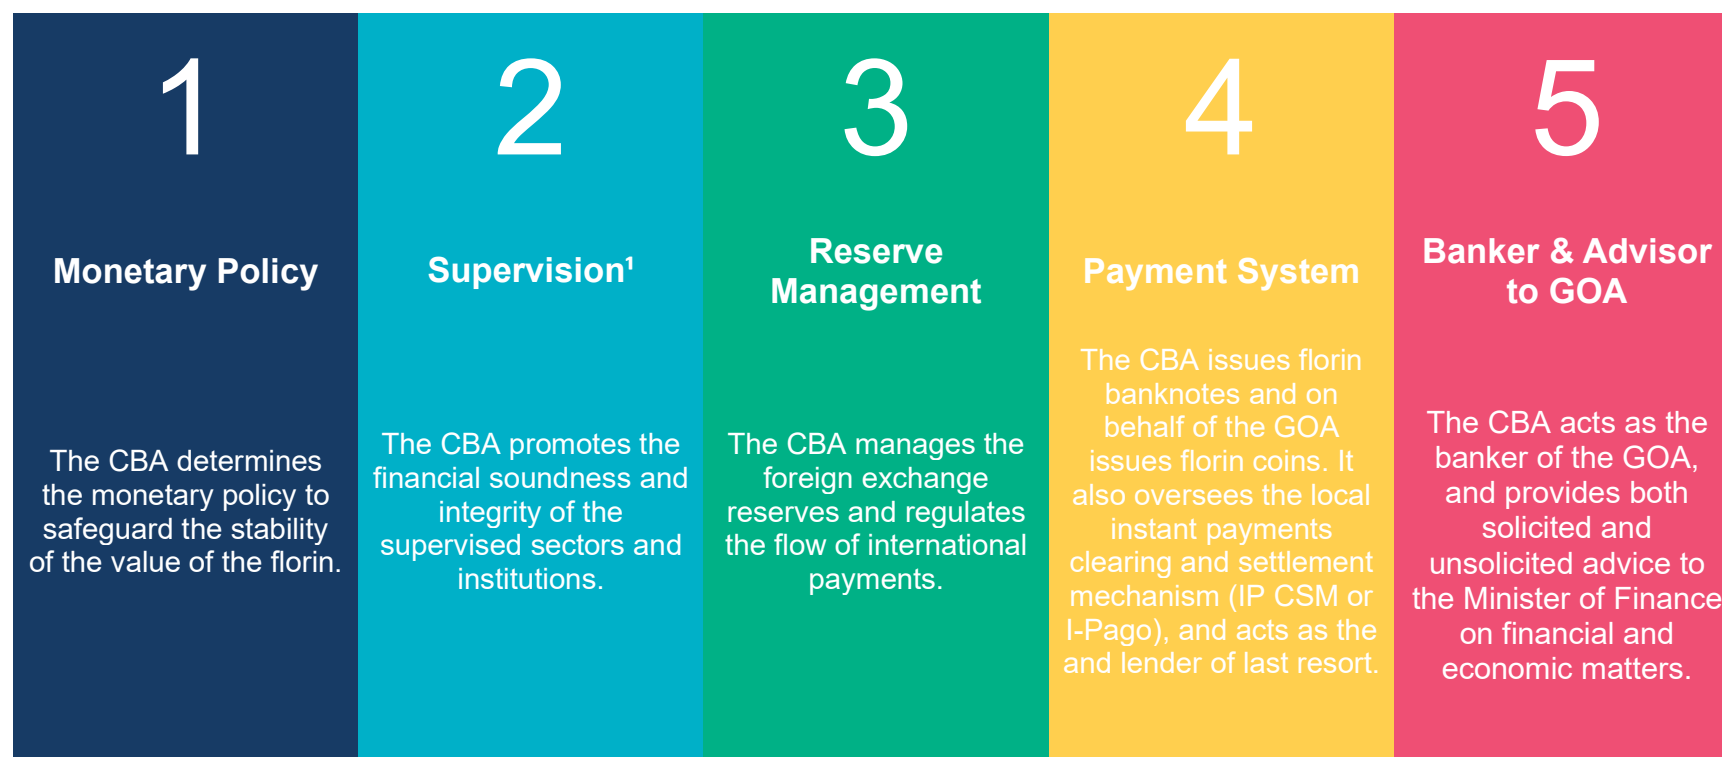 1
Monetary Policy
The CBA determines
the monetary policy to
safeguard the stability
of the value of the florin.
2
Supervision¹
The CBA promotes the
financial soundness and
integrity of the
supervised sectors and
institutions.
3
Reserve
Management
The CBA manages the
foreign exchange
reserves and regulates
the flow of international
payments.
4
Payment System
The CBA issues florin
banknotes and on
behalf of the GOA
issues florin coins. It
also oversees the local
instant payments
clearing and settlement
mechanism (IP CSM or
I-Pago), and acts as the
and lender of last resort.
5
Banker & Advisor
to GOA
The CBA acts as the
banker of the GOA,
and provides both
solicited and
unsolicited advice to
the Minister of Finance
on financial and
economic matters.